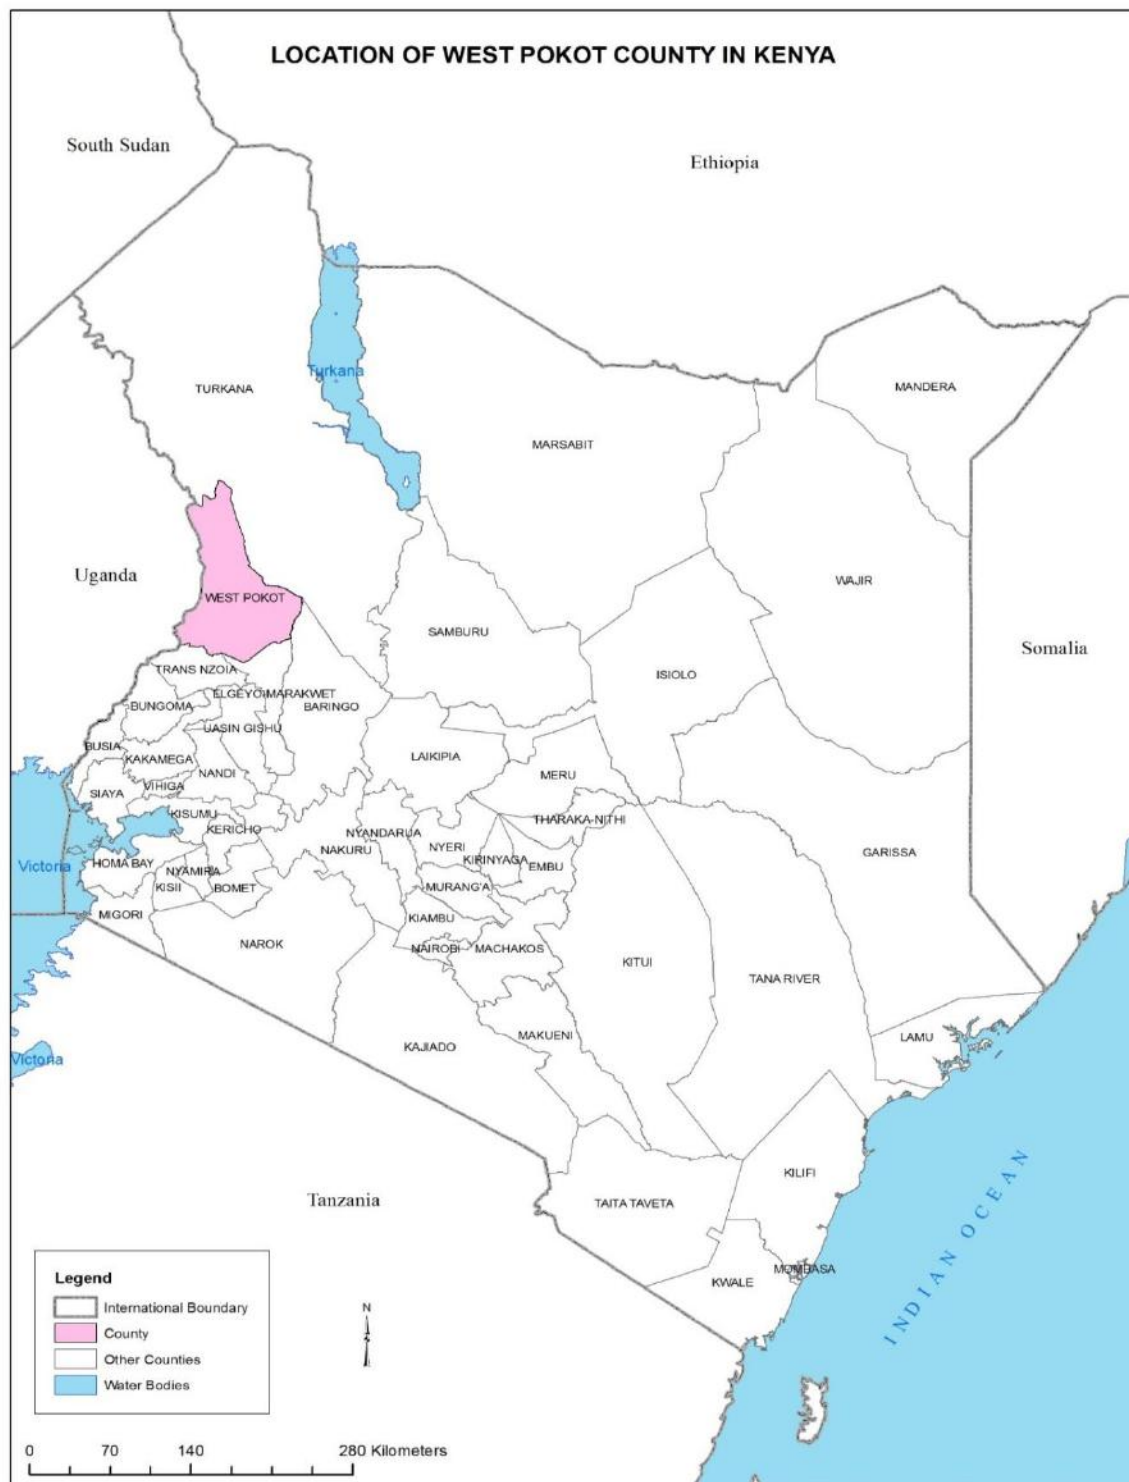 LOCATION OF WEST POKOT COUNTY IN KENYA
South Sudan
Ethiopia
Turkana
TURKANA
MANDERA
MARSABIT
Uganda
WEST POKOT
WAJIR
SAMBURU
Somalia
ISIOLO
TRANS NZOIA
ELGEYO/MARAKWET
BUNGOMA
BARINGO
UASIN GISHU
BUSIA
KAKAMEGA
LAIKIPIA
NANDI
MERU
SIAYA
VIHIGA
KISUMU
THARAKA-NITHI
KERICHO
NYANDARUA
NYERI
NAKURU
GARISSA
KIRINYAGA
HOMA BAY
Victoria
EMBU
NYAMIRA
KISII
BOMET
MURANG'A
MIGORI
KIAMBU
NAROK
NAIROBI
MACHAKOS
KITUI
TANA RIVER
MAKUENI
LAMU
KAJIADO
Victoria
KILIFI
Tanzania
TAITA TAVETA
INDIAN OCEAN
MOMBASA
KWALE
Legend
International Boundary
County
Other Counties
Water Bodies
N
0 70 140 280 Kilometers